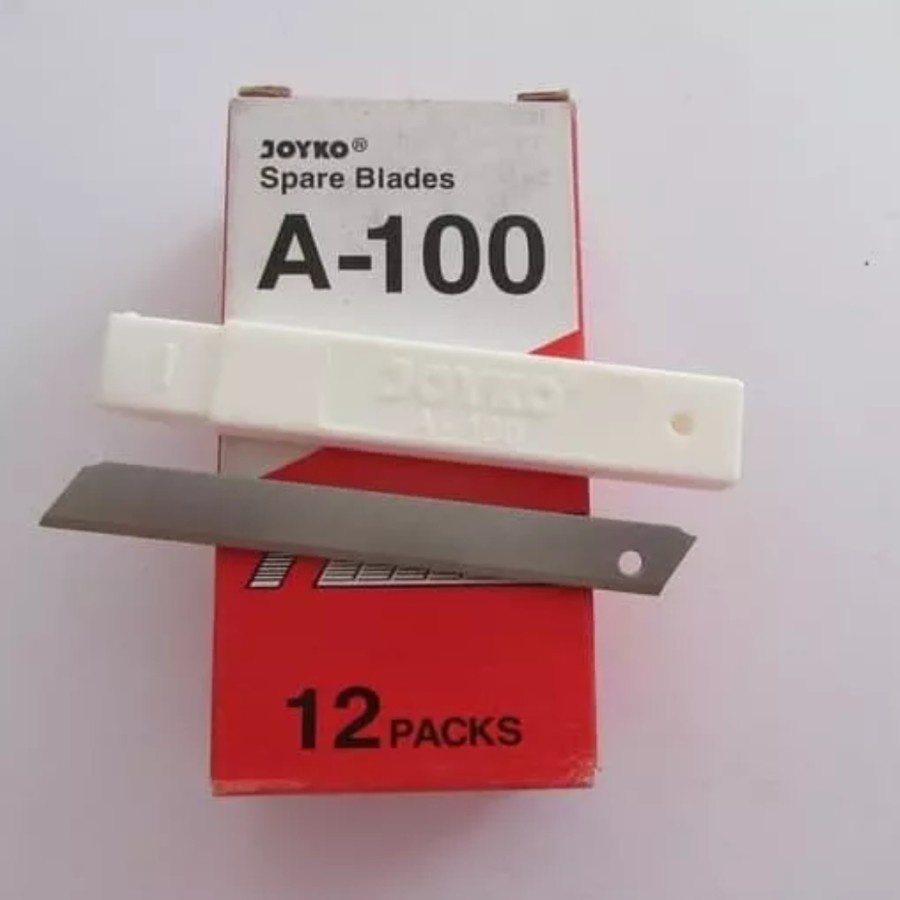 JOYKO®
Spare Blades
A-100
JOYKO
A-100
12 PACKS